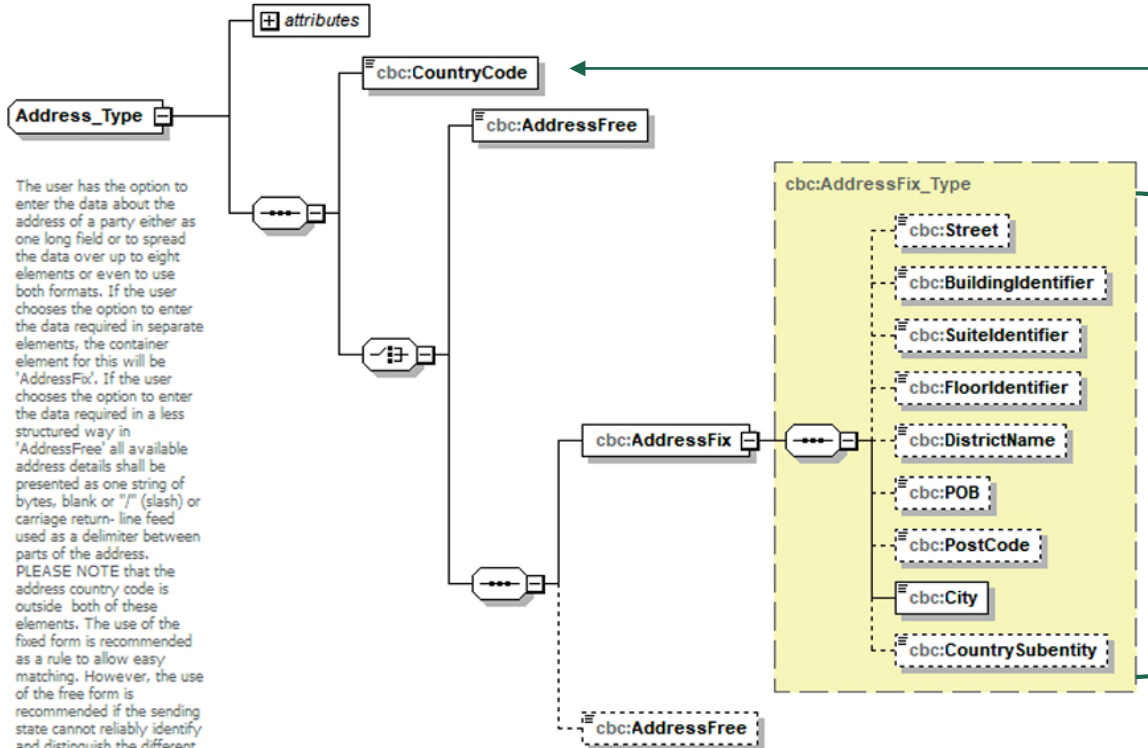 attributes
cbc:CountryCode
Address_Type
cbc:AddressFree
The user has the option to
enter the data about the
address of a party either as
one long field or to spread
the data over up to eight
elements or even to use
both formats. If the user
chooses the option to enter
the data required in separate
elements, the container
element for this will be
'AddressFix'. If the user
chooses the option to enter
the data required in a less
structured way in
'AddressFree' all available
address details shall be
presented as one string of
bytes, blank or "/" (slash) or
carriage return- line feed
used as a delimiter between
parts of the address.
PLEASE NOTE that the
address country code is
outside both of these
elements. The use of the
fixed form is recommended
as a rule to allow easy
matching. However, the use
of the free form is
recommended if the sending
state cannot reliably identify
and distinguish the different
cbc:AddressFix_Type
cbc:Street
cbc:BuildingIdentifier
cbc:SuiteIdentifier
cbc:FloorIdentifier
cbc:AddressFix
cbc:DistrictName
cbc:POB
cbc:PostCode
cbc:City
cbc:CountrySubentity
cbc:AddressFree